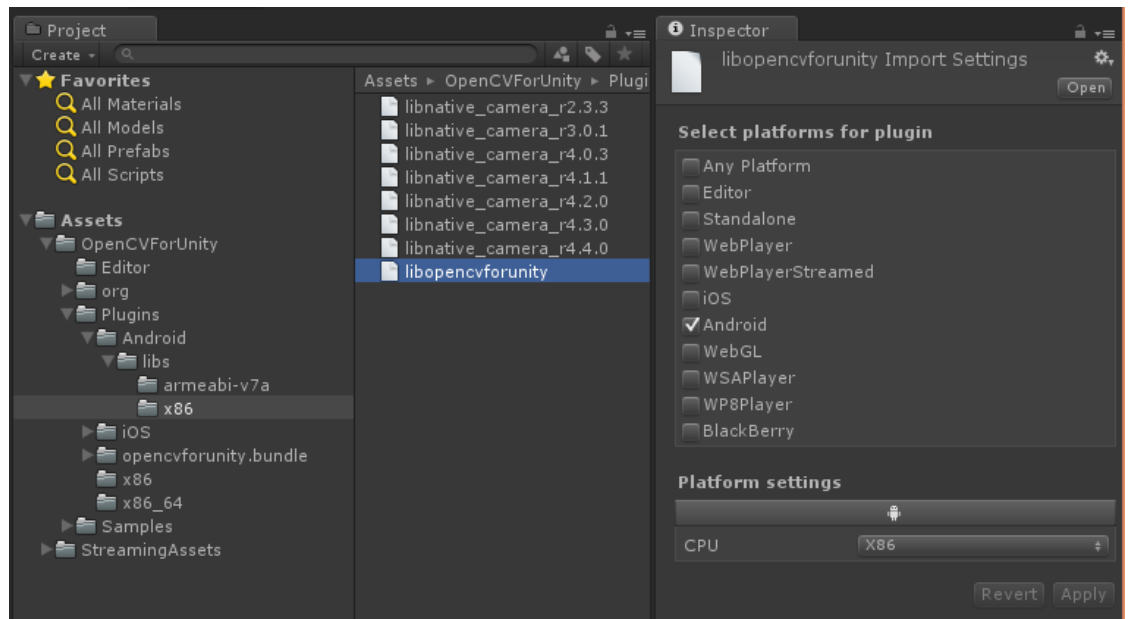 Project
Create
Favorites
All Materials
All Models
All Prefabs
All Scripts
Assets
OpenCVForUnity
Editor
org
Plugins
Android
libs
armeabi-v7a
x86
iOS
opencvforunity.bundle
x86
x86_64
Samples
StreamingAssets
Assets ▸ OpenCVForUnity ▸ Plugi
libnative_camera_r2.3.3
libnative_camera_r3.0.1
libnative_camera_r4.0.3
libnative_camera_r4.1.1
libnative_camera_r4.2.0
libnative_camera_r4.3.0
libnative_camera_r4.4.0
libopencvforunity
Inspector
libopencvforunity Import Settings
Open
Select platforms for plugin
Any Platform
Editor
Standalone
WebPlayer
WebPlayerStreamed
iOS
Android
WebGL
WSAPlayer
WP8Player
BlackBerry
Platform settings
CPU X86
Revert Apply